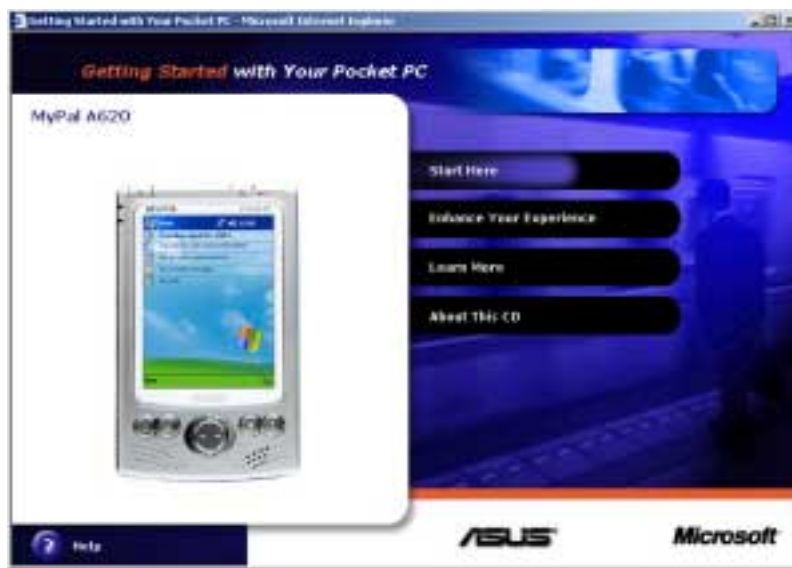 Getting Started with Your Pocket PC - Microsoft Internet Explorer
Getting Started with Your Pocket PC
MyPal A620
Start Here
Enhance Your Experience
Learn More
About This CD
? Help
ASUS
Microsoft